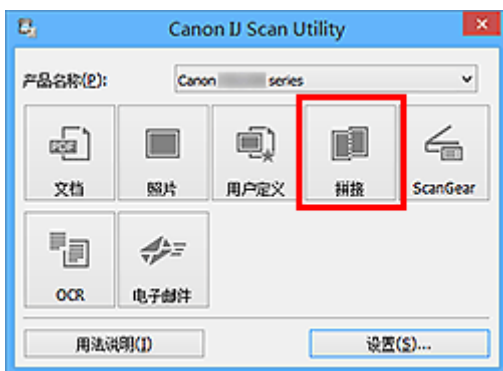 Canon IJ Scan Utility
产品名称(P): Canon series
文档 照片 用户定义 拼接 ScanGear
OCR 电子邮件
用法说明(I) 设置(S)...